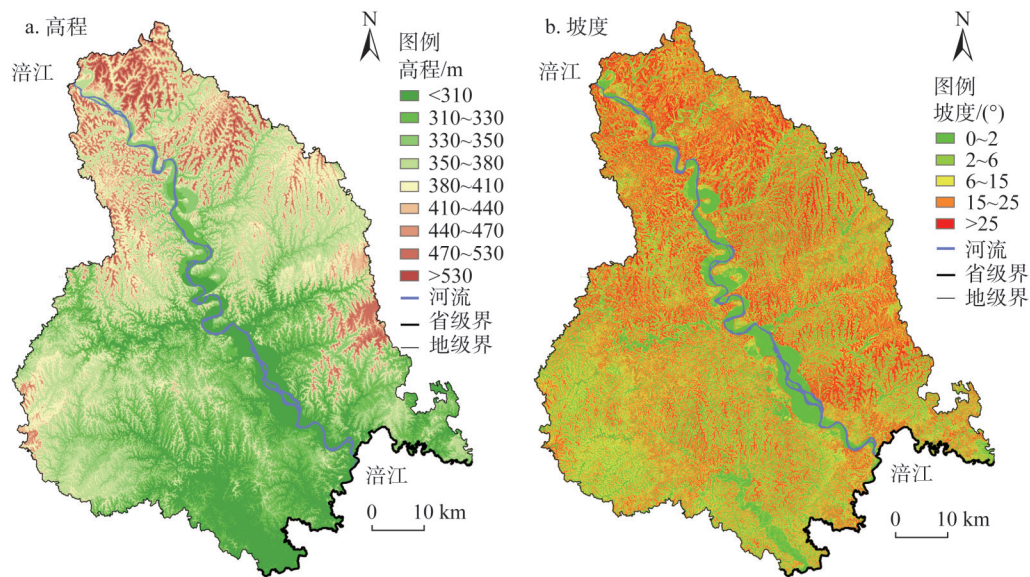 a. 高程
N
涪江
图例
高程/m
<310
310~330
330~350
350~380
380~410
410~440
440~470
470~530
>530
河流
省级界
地级界
涪江
0 10 km
b. 坡度
N
涪江
图例
坡度/(°)
0~2
2~6
6~15
15~25
>25
河流
省级界
地级界
涪江
0 10 km